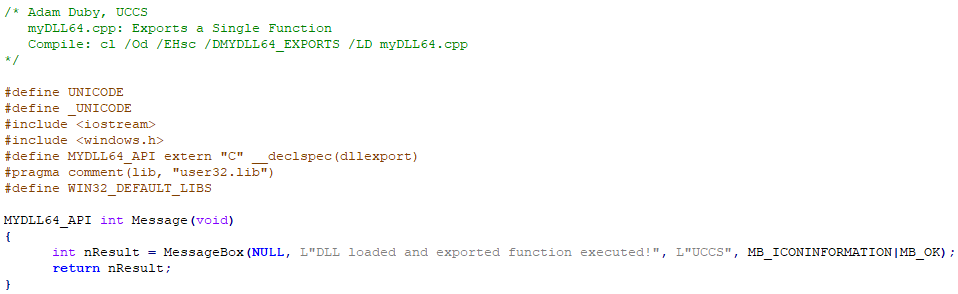 /* Adam Duby, UCCS
   myDLL64.cpp: Exports a Single Function
   Compile: cl /Od /EHsc /DMYDLL64_EXPORTS /LD myDLL64.cpp
*/

#define UNICODE
#define _UNICODE
#include <iostream>
#include <windows.h>
#define MYDLL64_API extern "C" __declspec(dllexport)
#pragma comment(lib, "user32.lib")
#define WIN32_DEFAULT_LIBS

MYDLL64_API int Message(void)
{
      int nResult = MessageBox(NULL, L"DLL loaded and exported function executed!", L"UCCS", MB_ICONINFORMATION|MB_OK);
      return nResult;
}